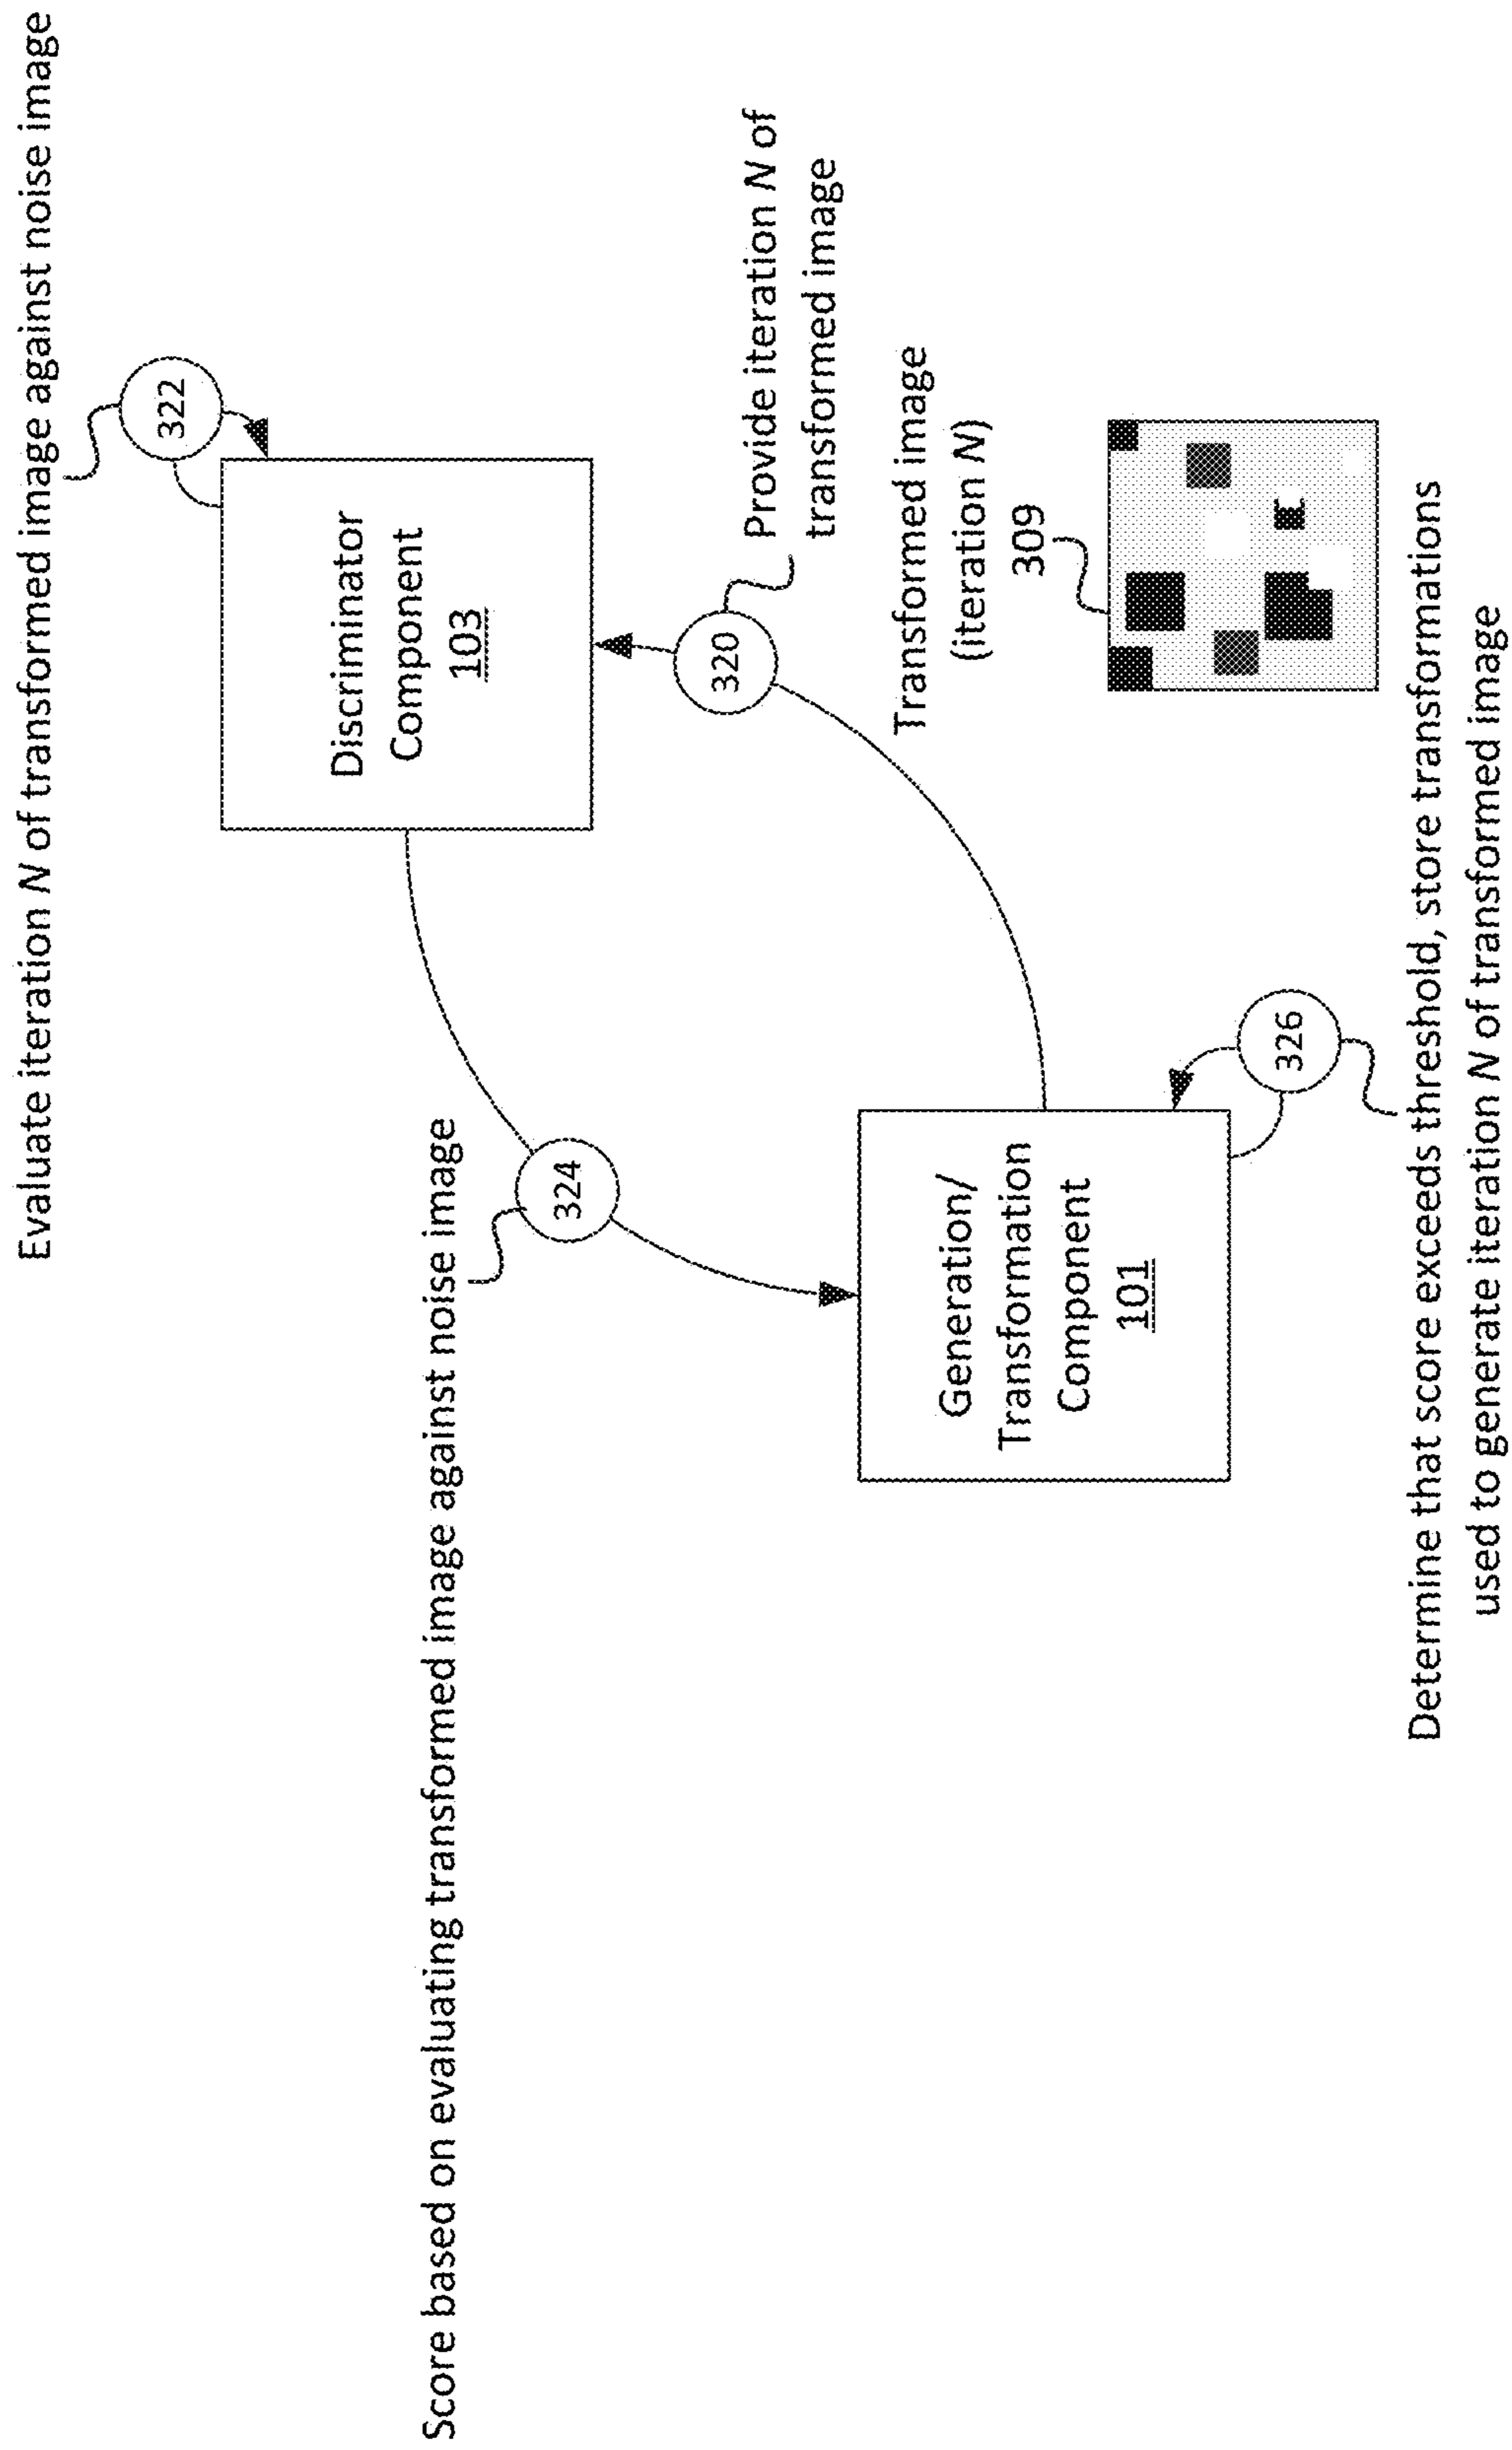 Evaluate iteration N of transformed image against noise image
322
Discriminator
Component
103
Score based on evaluating transformed image against noise image
324
320
Provide iteration N of
transformed image
Generation/
Transformation
Component
101
Transformed image
(iteration N)
309
326
Determine that score exceeds threshold, store transformations
used to generate iteration N of transformed image